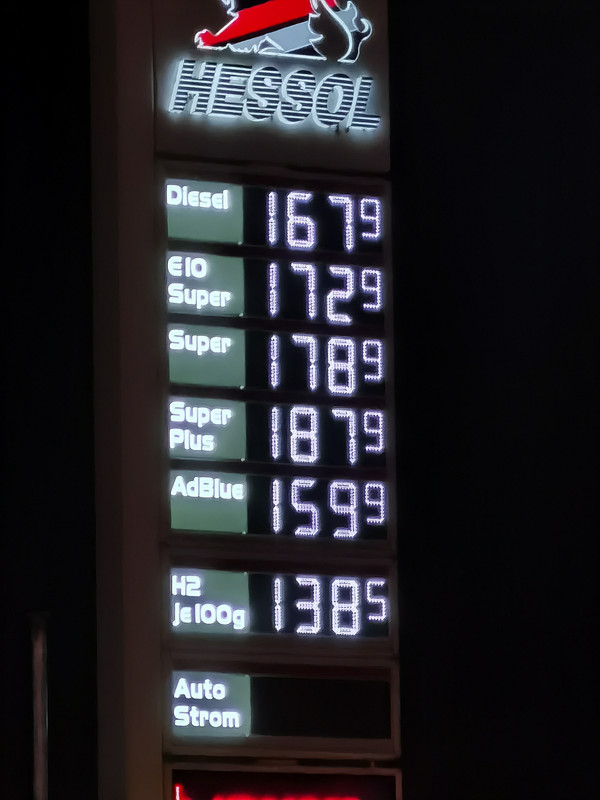 HESSOL
Diesel 167⁹
E10
Super 172⁹
Super 178⁹
Super
Plus 187⁹
AdBlue 159⁹
H2
je 100g 138⁵
Auto
Strom